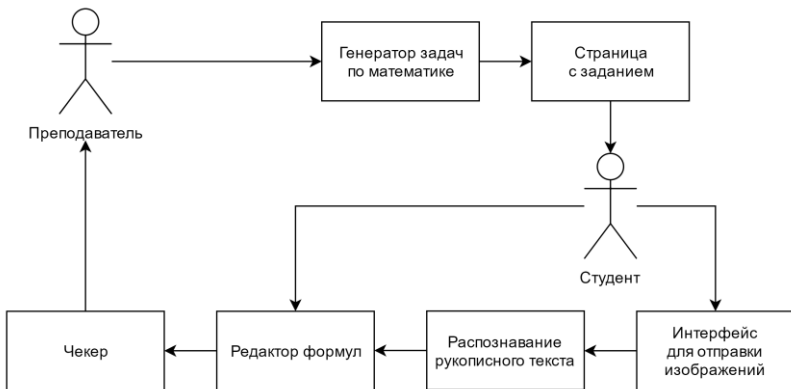 Генератор задач
по математике
Страница
с заданием
Преподаватель
Студент
Чекер
Редактор формул
Распознавание
рукописного текста
Интерфейс
для отправки
изображений